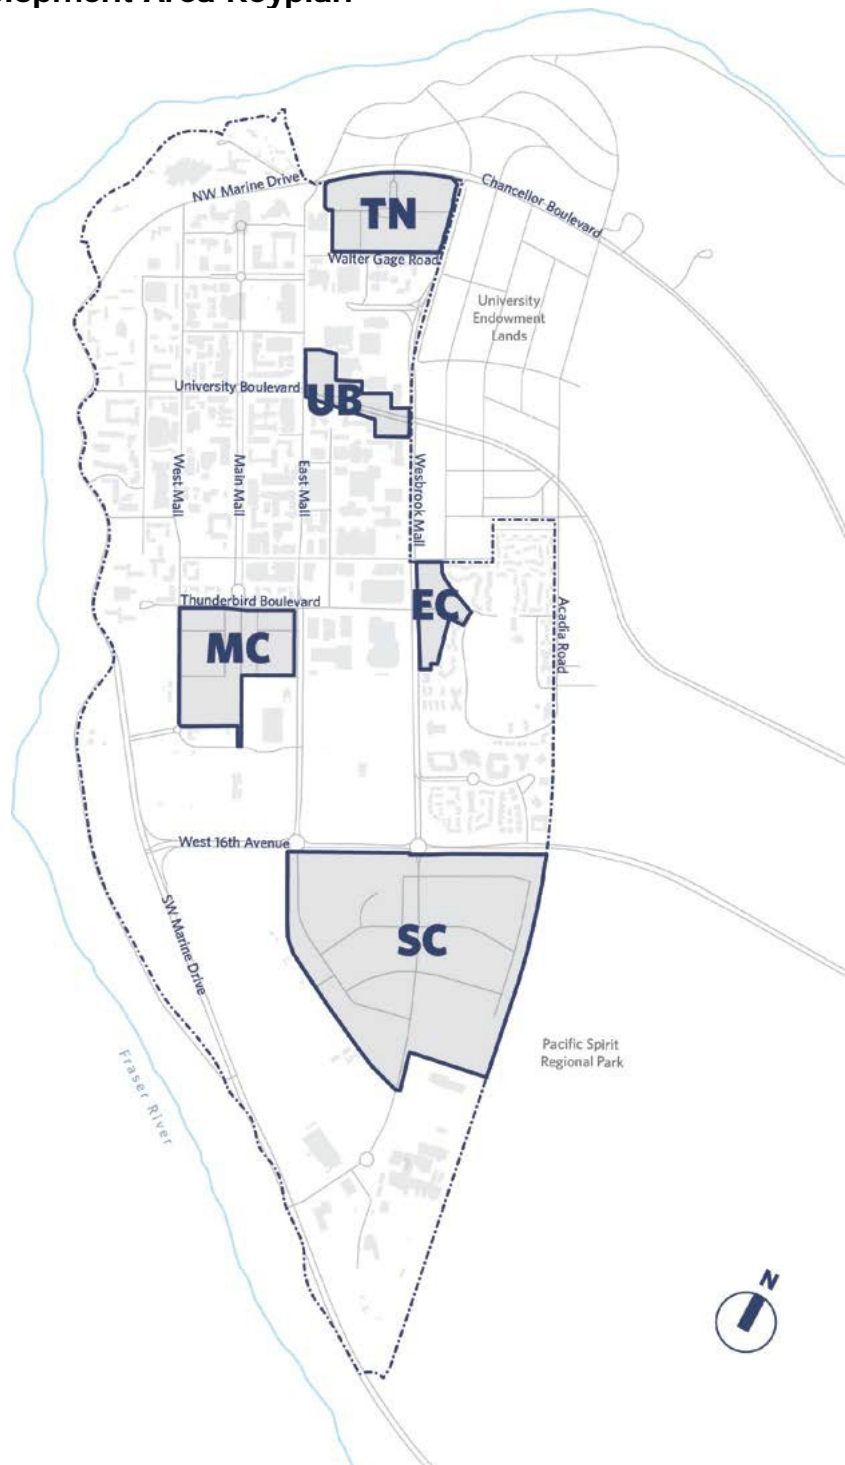 Area Keyplan
NW Marine Drive
Chancellor Boulevard
TN
Walter Gage Road
University
Endowment
Lands
University Boulevard
UB
West Mall
Main Mall
East Mall
Wesbrook Mall
Thunderbird Boulevard
EC
MC
Acadia Road
West 16th Avenue
SW Marine Drive
SC
Pacific Spirit
Regional Park
Fraser River
N